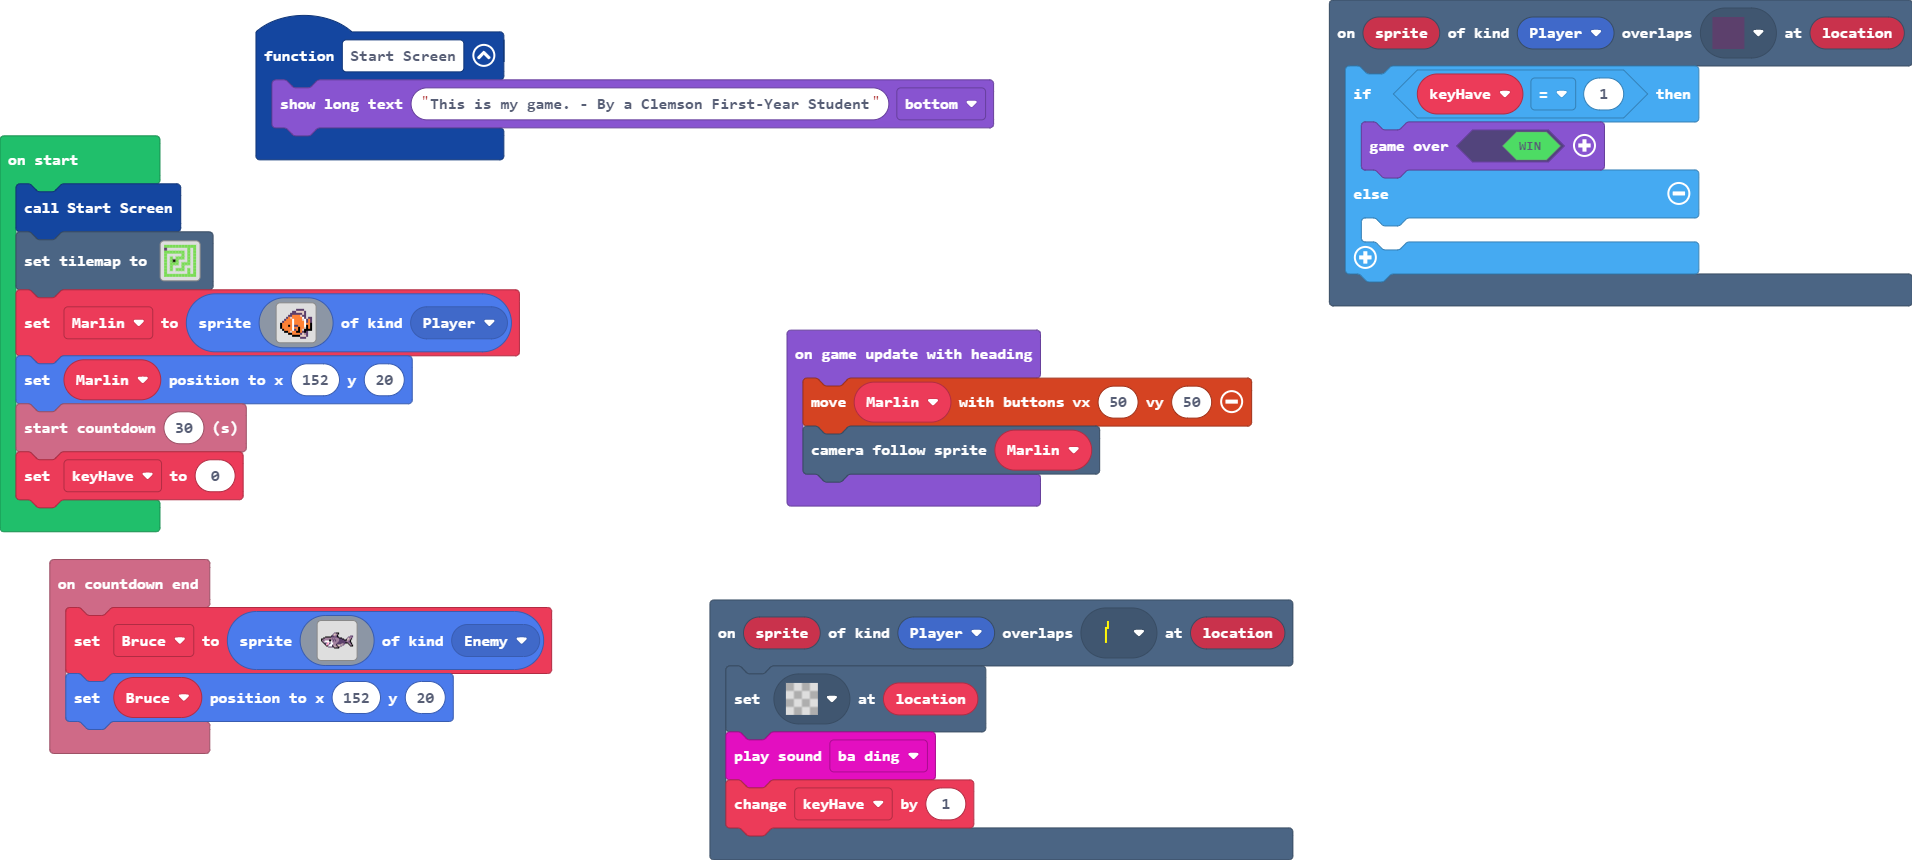 function Start Screen
show long text "This is my game. - By a Clemson First-Year Student" bottom
on start
call Start Screen
set tilemap to
set Marlin to sprite of kind Player
set Marlin position to x 152 y 20
start countdown 30 (s)
set keyHave to 0
on countdown end
set Bruce to sprite of kind Enemy
set Bruce position to x 152 y 20
on game update with heading
move Marlin with buttons vx 50 vy 50
camera follow sprite Marlin
on sprite of kind Player overlaps at location
set at location
play sound ba ding
change keyHave by 1
on sprite of kind Player overlaps at location
if keyHave = 1 then
game over WIN
else